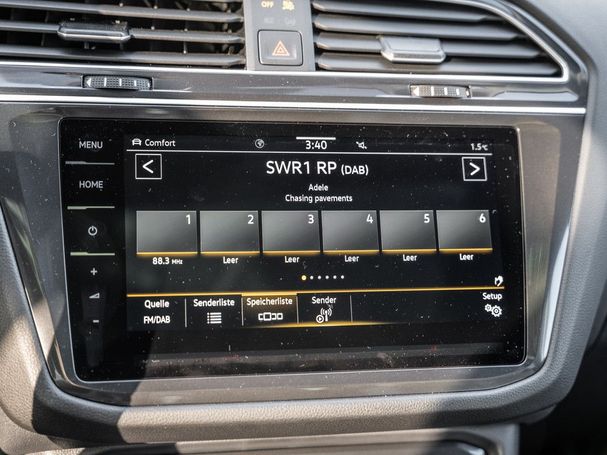 OFF
MENU
HOME
Comfort 3:40 1.5°C
SWR1 RP (DAB)
Adele
Chasing pavements
1 2 3 4 5 6
88.3 MHz Leer Leer Leer Leer Leer
Quelle Senderliste Speicherliste Sender Setup
FM/DAB